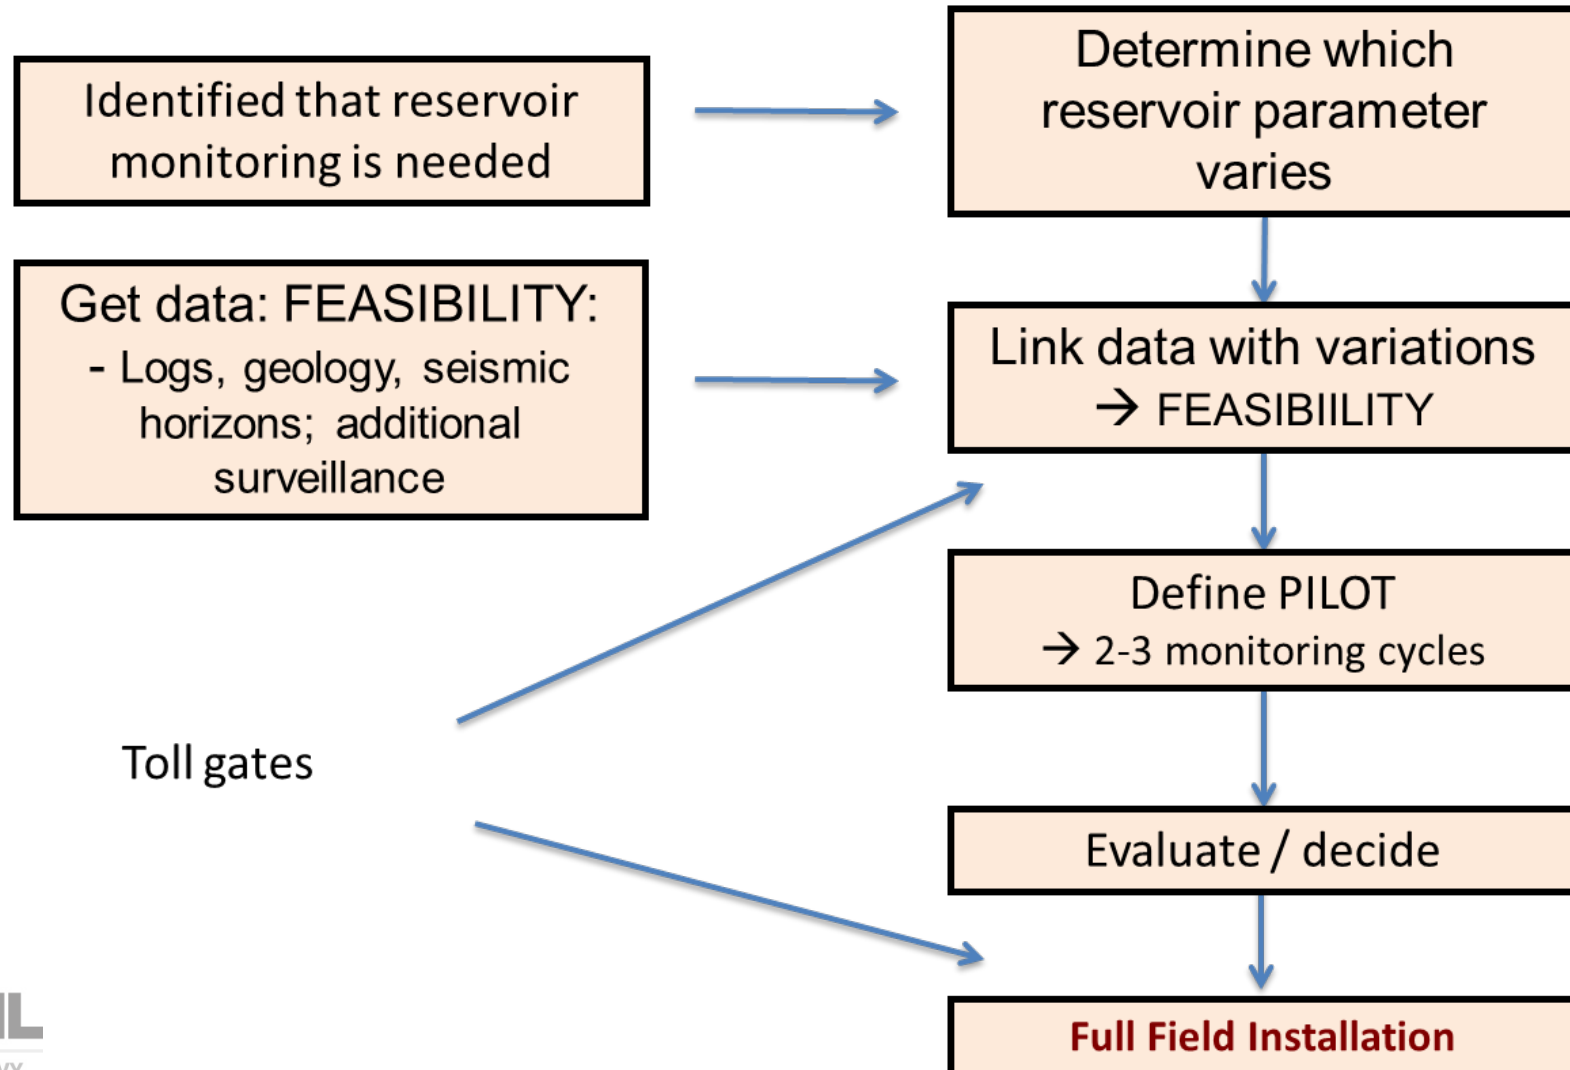 Identified that reservoir
monitoring is needed
Determine which
reservoir parameter
varies
Get data: FEASIBILITY:
- Logs, geology, seismic
horizons; additional
surveillance
Link data with variations
→ FEASIBIILITY
Define PILOT
→ 2-3 monitoring cycles
Toll gates
Evaluate / decide
Full Field Installation